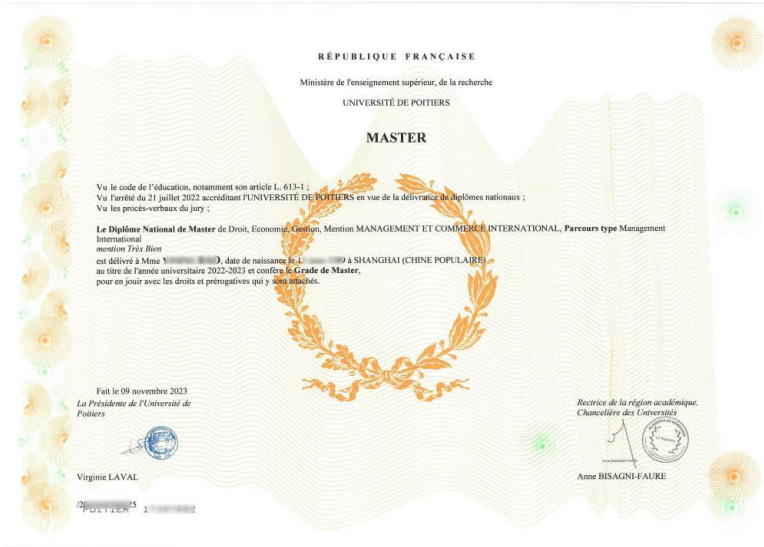 RÉPUBLIQUE FRANÇAISE
Ministère de l'enseignement supérieur, de la recherche
UNIVERSITÉ DE POITIERS
MASTER
Vu le code de l'éducation, notamment son article L. 613-1 ;
Vu l'arrêté du 21 juillet 2022 accréditant l'UNIVERSITÉ DE POITIERS en vue de la délivrance de diplômes nationaux ;
Vu les procès-verbaux du jury ;
Le Diplôme National de Master de Droit, Economie, Gestion, Mention MANAGEMENT ET COMMERCE INTERNATIONAL, Parcours type Management
International
mention Très Bien
est délivré à Mme , date de naissance le à SHANGHAI (CHINE POPULAIRE)
au titre de l'année universitaire 2022-2023 et confère le Grade de Master,
pour en jouir avec les droits et prérogatives qui y sont attachés.
Fait le 09 novembre 2023
La Présidente de l'Université de
Poitiers
Virginie LAVAL
Rectrice de la région académique,
Chancelière des Universités
Anne BISAGNI-FAURE
POITIER